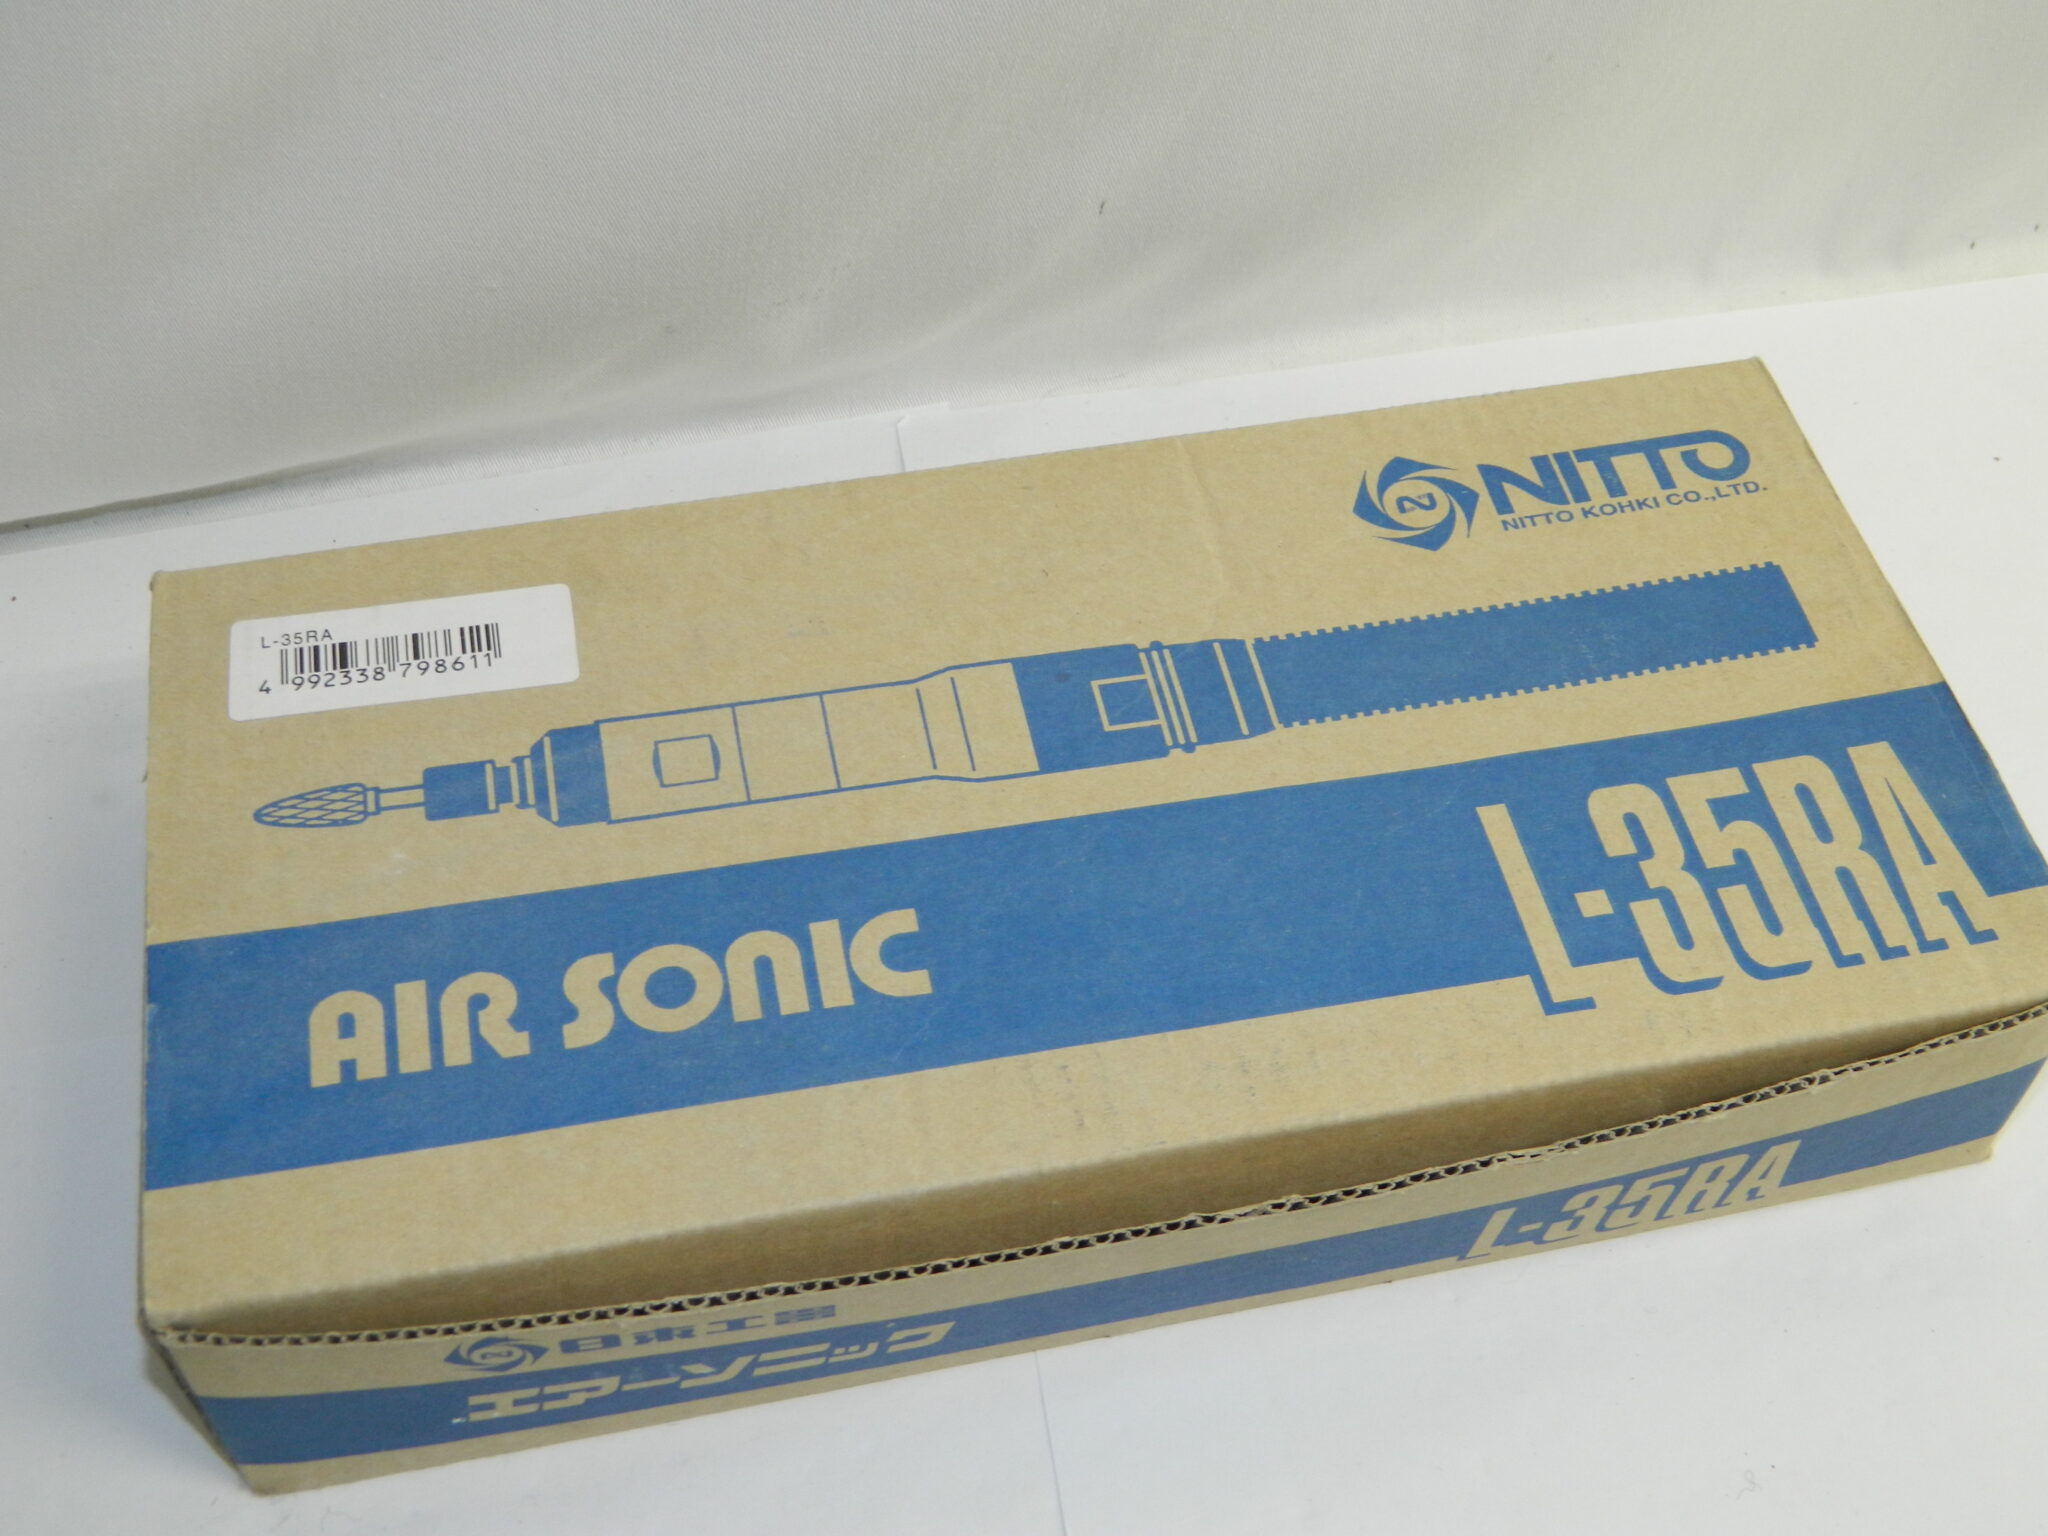 NITTO
NITTO KOHKI CO.,LTD.
L-35RA
4 992338 798611
AIR SONIC
L-35RA
L-35RA
日東工器
エアーソニック